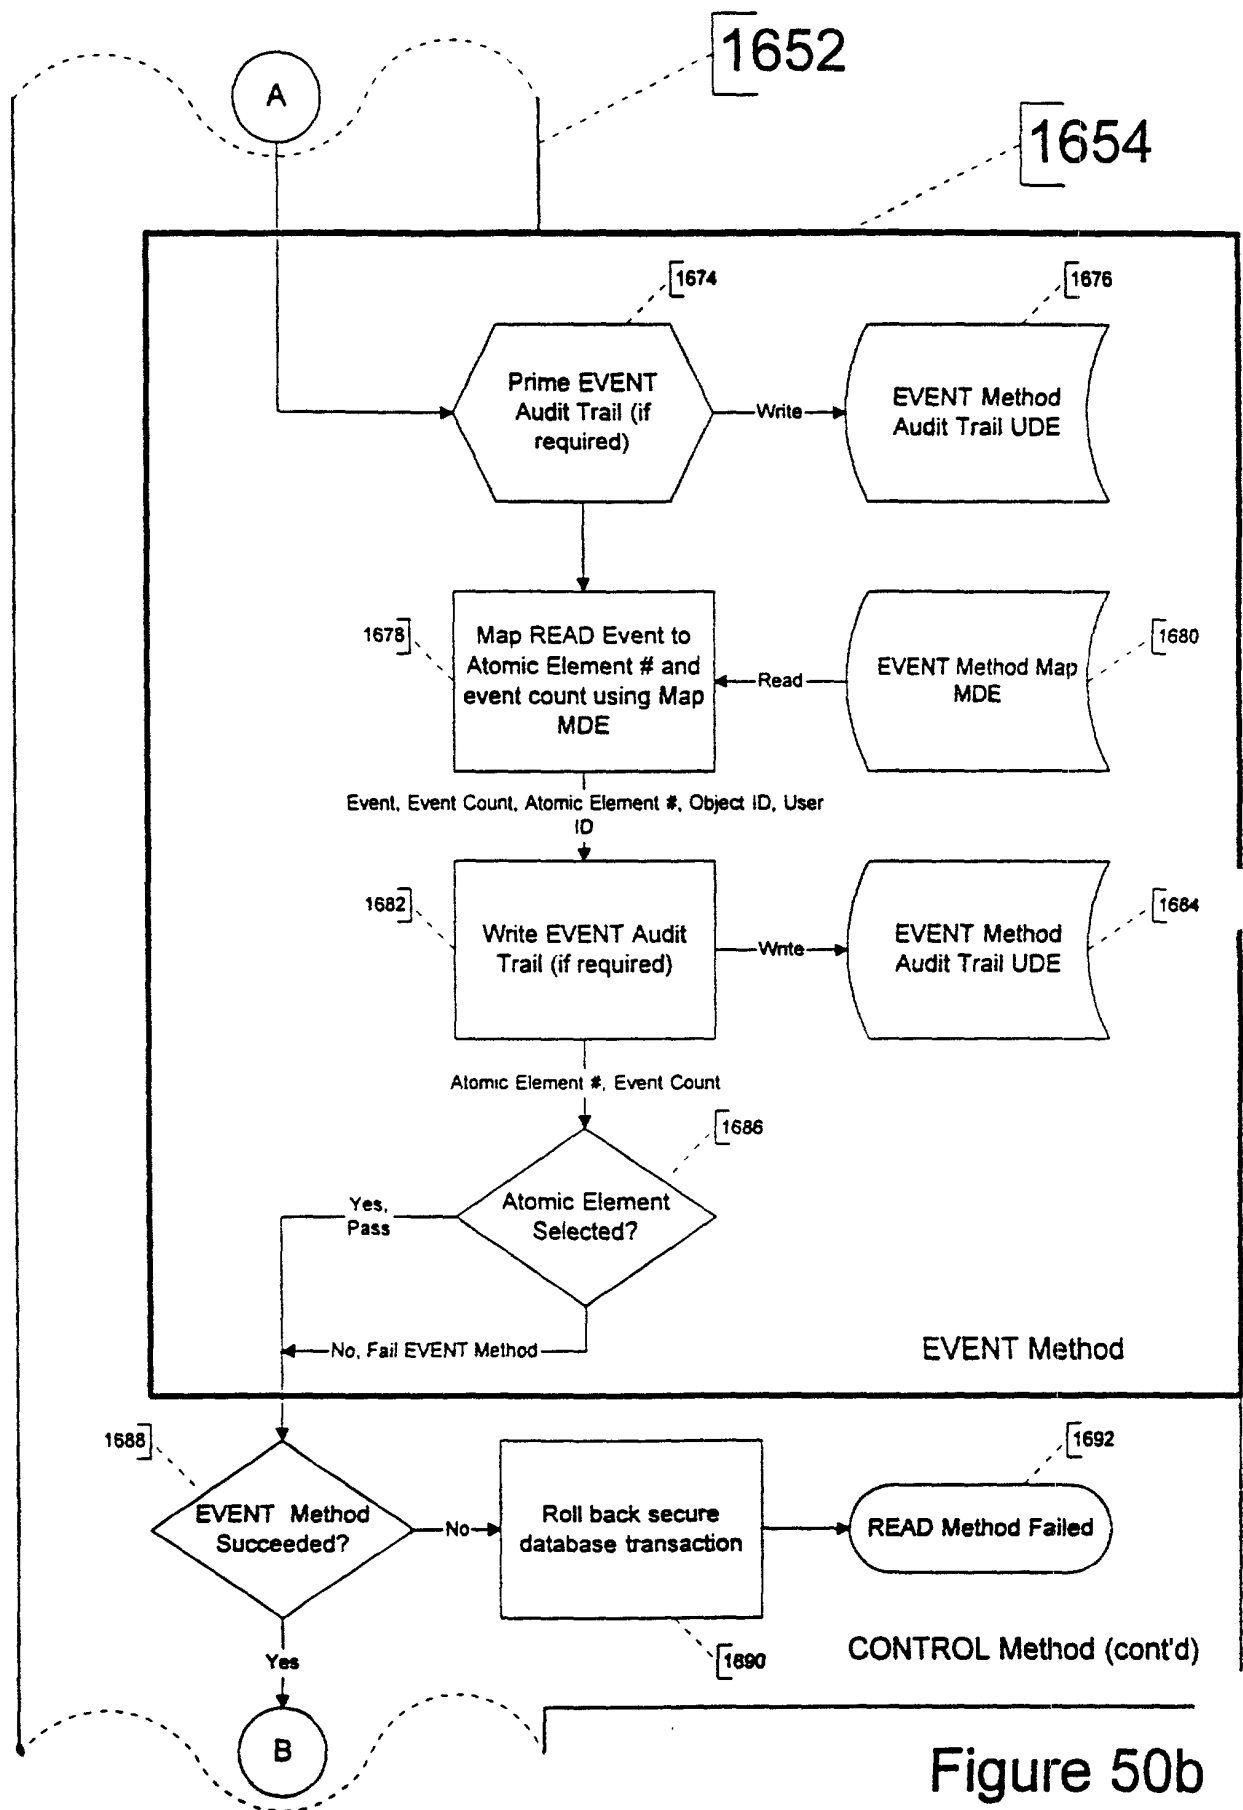 1652
A
1654
1674
1676
Prime EVENT
Audit Trail (if
required)
Write
EVENT Method
Audit Trail UDE
1678
Map READ Event to
Atomic Element # and
event count using Map
MDE
Read
EVENT Method Map
MDE
1680
Event, Event Count, Atomic Element #, Object ID, User
ID
1682
Write EVENT Audit
Trail (if required)
Write
EVENT Method
Audit Trail UDE
1684
Atomic Element #, Event Count
1686
Yes,
Pass
Atomic Element
Selected?
No, Fail EVENT Method
EVENT Method
1688
1692
EVENT Method
Succeeded?
No
Roll back secure
database transaction
READ Method Failed
1690
CONTROL Method (cont'd)
Yes
B
Figure 50b